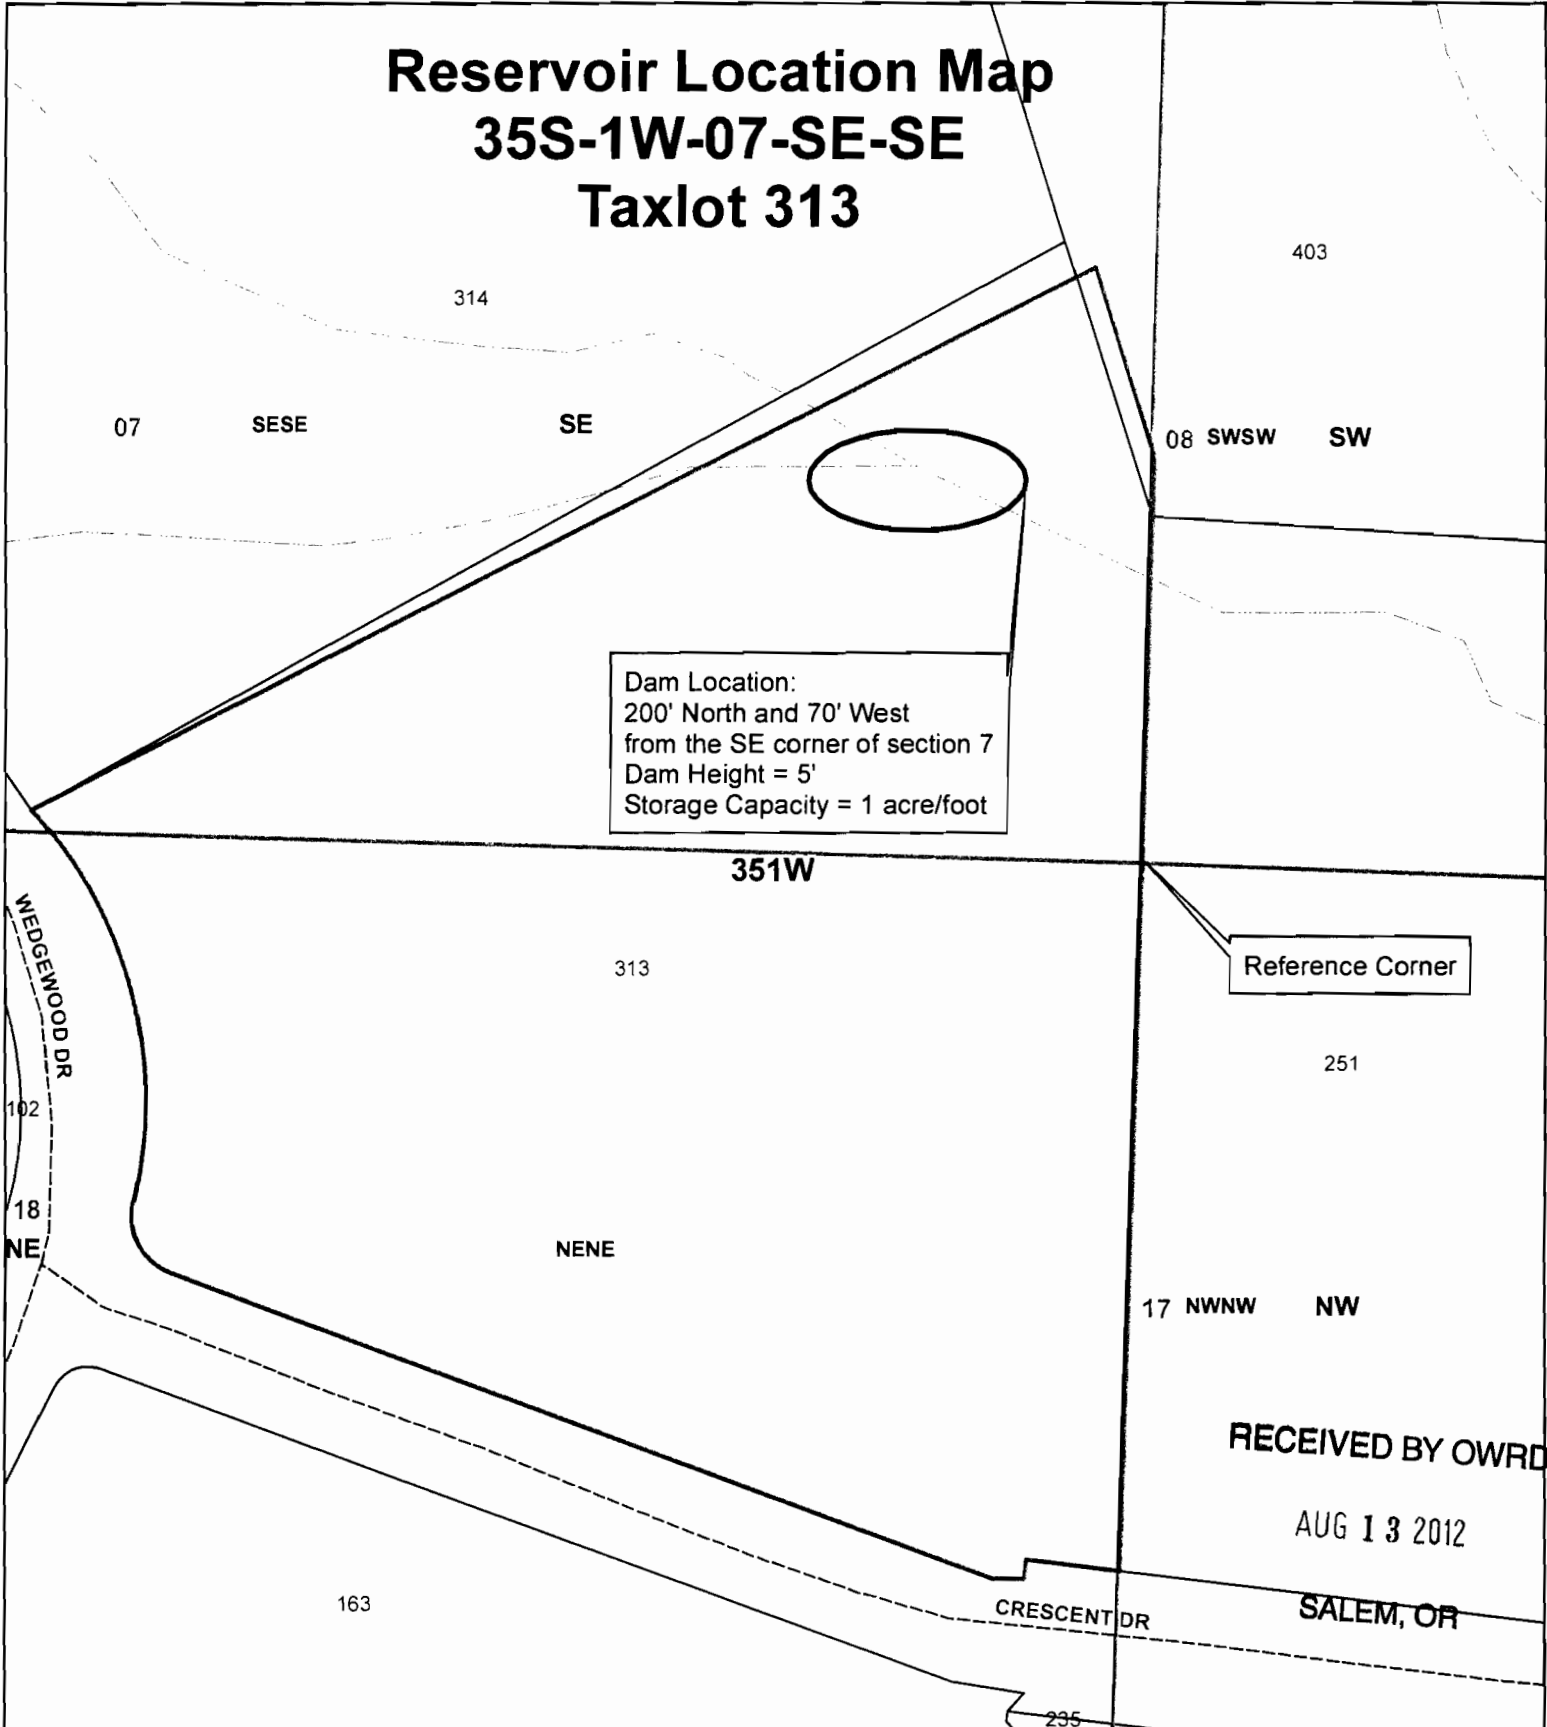 Reservoir Location Map
35S-1W-07-SE-SE
Taxlot 313
403
314
07
SESE
SE
08 SWSW
SW
Dam Location:
200' North and 70' West
from the SE corner of section 7
Dam Height = 5'
Storage Capacity = 1 acre/foot
351W
WEDGEWOOD DR
313
Reference Corner
251
102
18
NE
NENE
17 NWNW
NW
RECEIVED BY OWRD
AUG 13 2012
SALEM, OR
163
CRESCENT DR
235